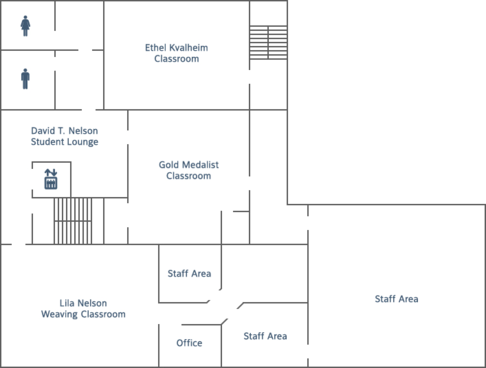 Ethel Kvalheim
Classroom
David T. Nelson
Student Lounge
Gold Medalist
Classroom
Staff Area
Lila Nelson
Weaving Classroom
Staff Area
Office
Staff Area